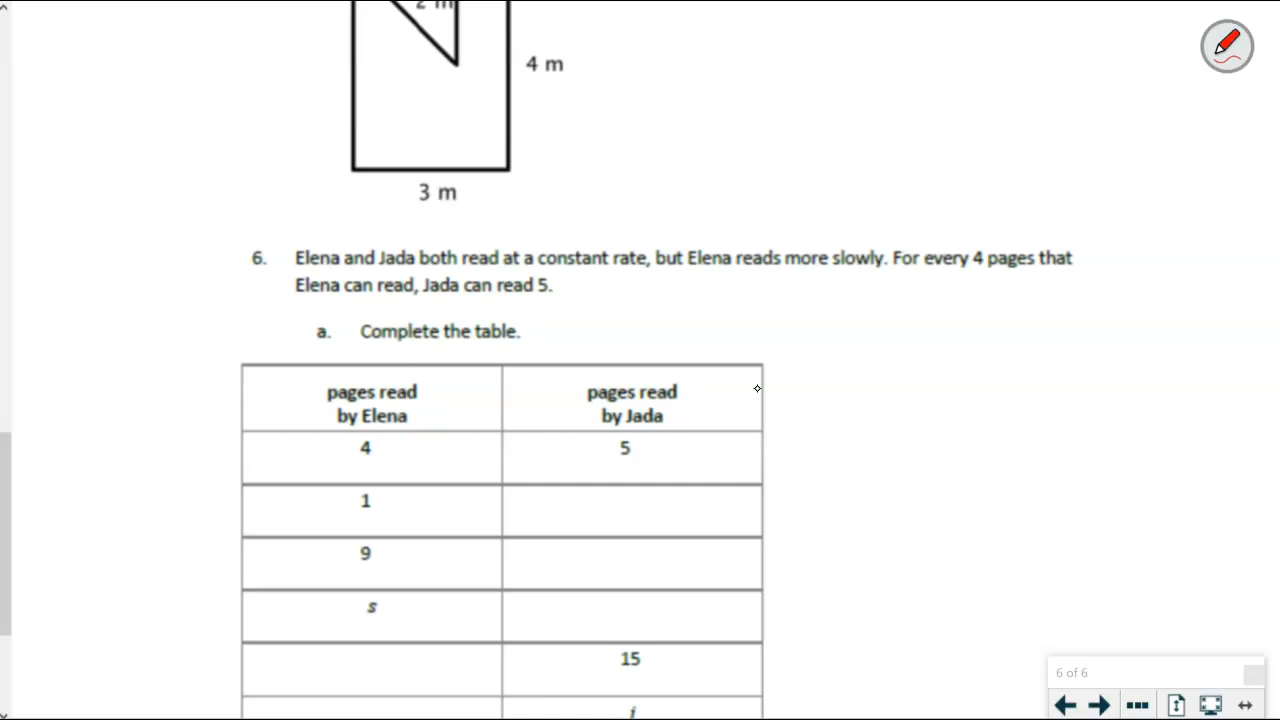 2 m
4 m
3 m
6. Elena and Jada both read at a constant rate, but Elena reads more slowly. For every 4 pages that
Elena can read, Jada can read 5.
a. Complete the table.
pages read
by Elena
pages read
by Jada
4 5
1
9
s
15
j
6 of 6